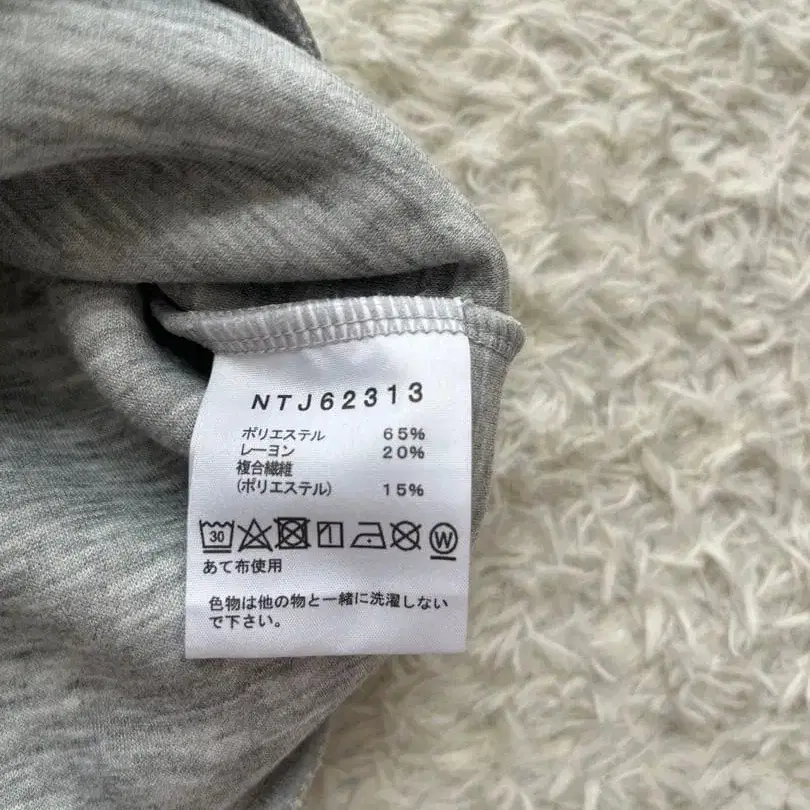 NTJ62313
ポリエステル 65%
レーヨン 20%
複合繊維
(ポリエステル) 15%
30 W
あて布使用
色物は他の物と一緒に洗濯しない
で下さい。